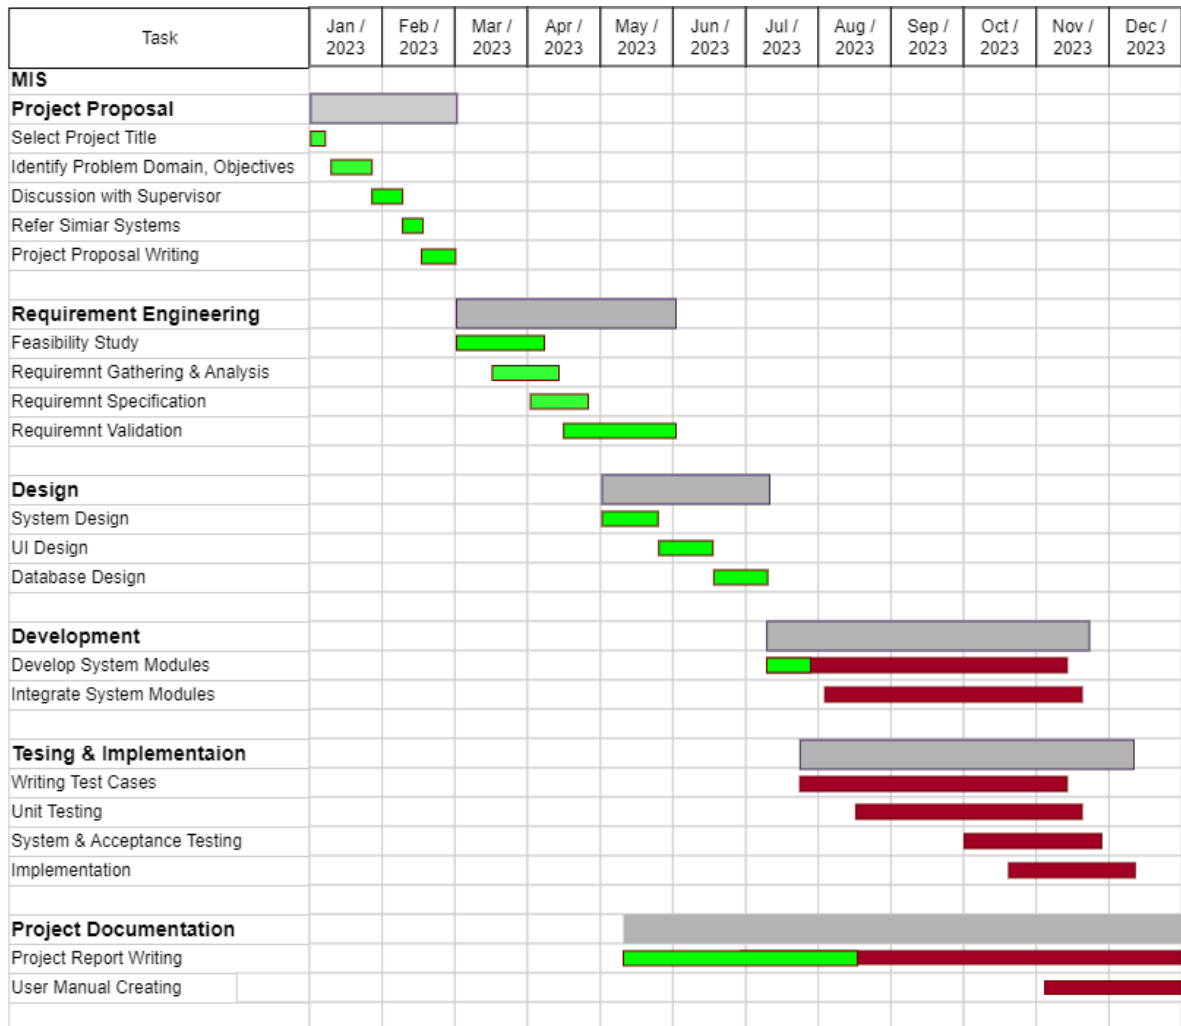 Task
Jan /
2023
Feb /
2023
Mar /
2023
Apr /
2023
May /
2023
Jun /
2023
Jul /
2023
Aug /
2023
Sep /
2023
Oct /
2023
Nov /
2023
Dec /
2023
MIS
Project Proposal
Select Project Title
Identify Problem Domain, Objectives
Discussion with Supervisor
Refer Simiar Systems
Project Proposal Writing
Requirement Engineering
Feasibility Study
Requiremnt Gathering & Analysis
Requiremnt Specification
Requiremnt Validation
Design
System Design
UI Design
Database Design
Development
Develop System Modules
Integrate System Modules
Tesing & Implementaion
Writing Test Cases
Unit Testing
System & Acceptance Testing
Implementation
Project Documentation
Project Report Writing
User Manual Creating